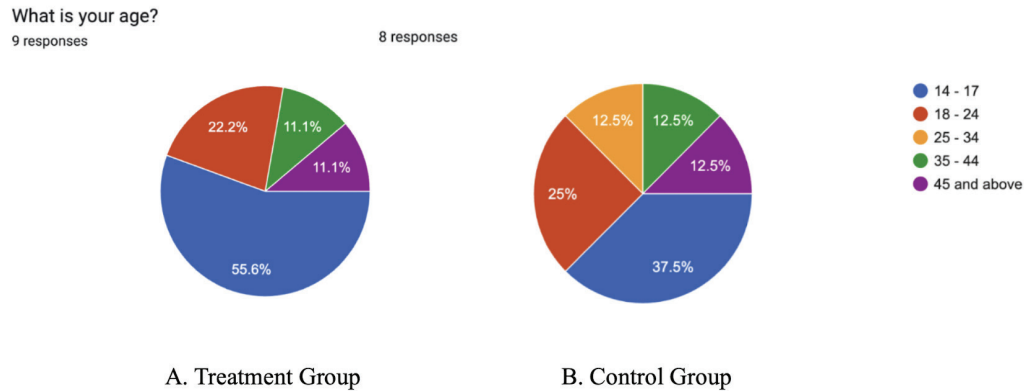 What is your age?
9 responses
8 responses
22.2%
11.1%
11.1%
55.6%
12.5%
12.5%
12.5%
25%
37.5%
14 - 17
18 - 24
25 - 34
35 - 44
45 and above
A. Treatment Group
B. Control Group